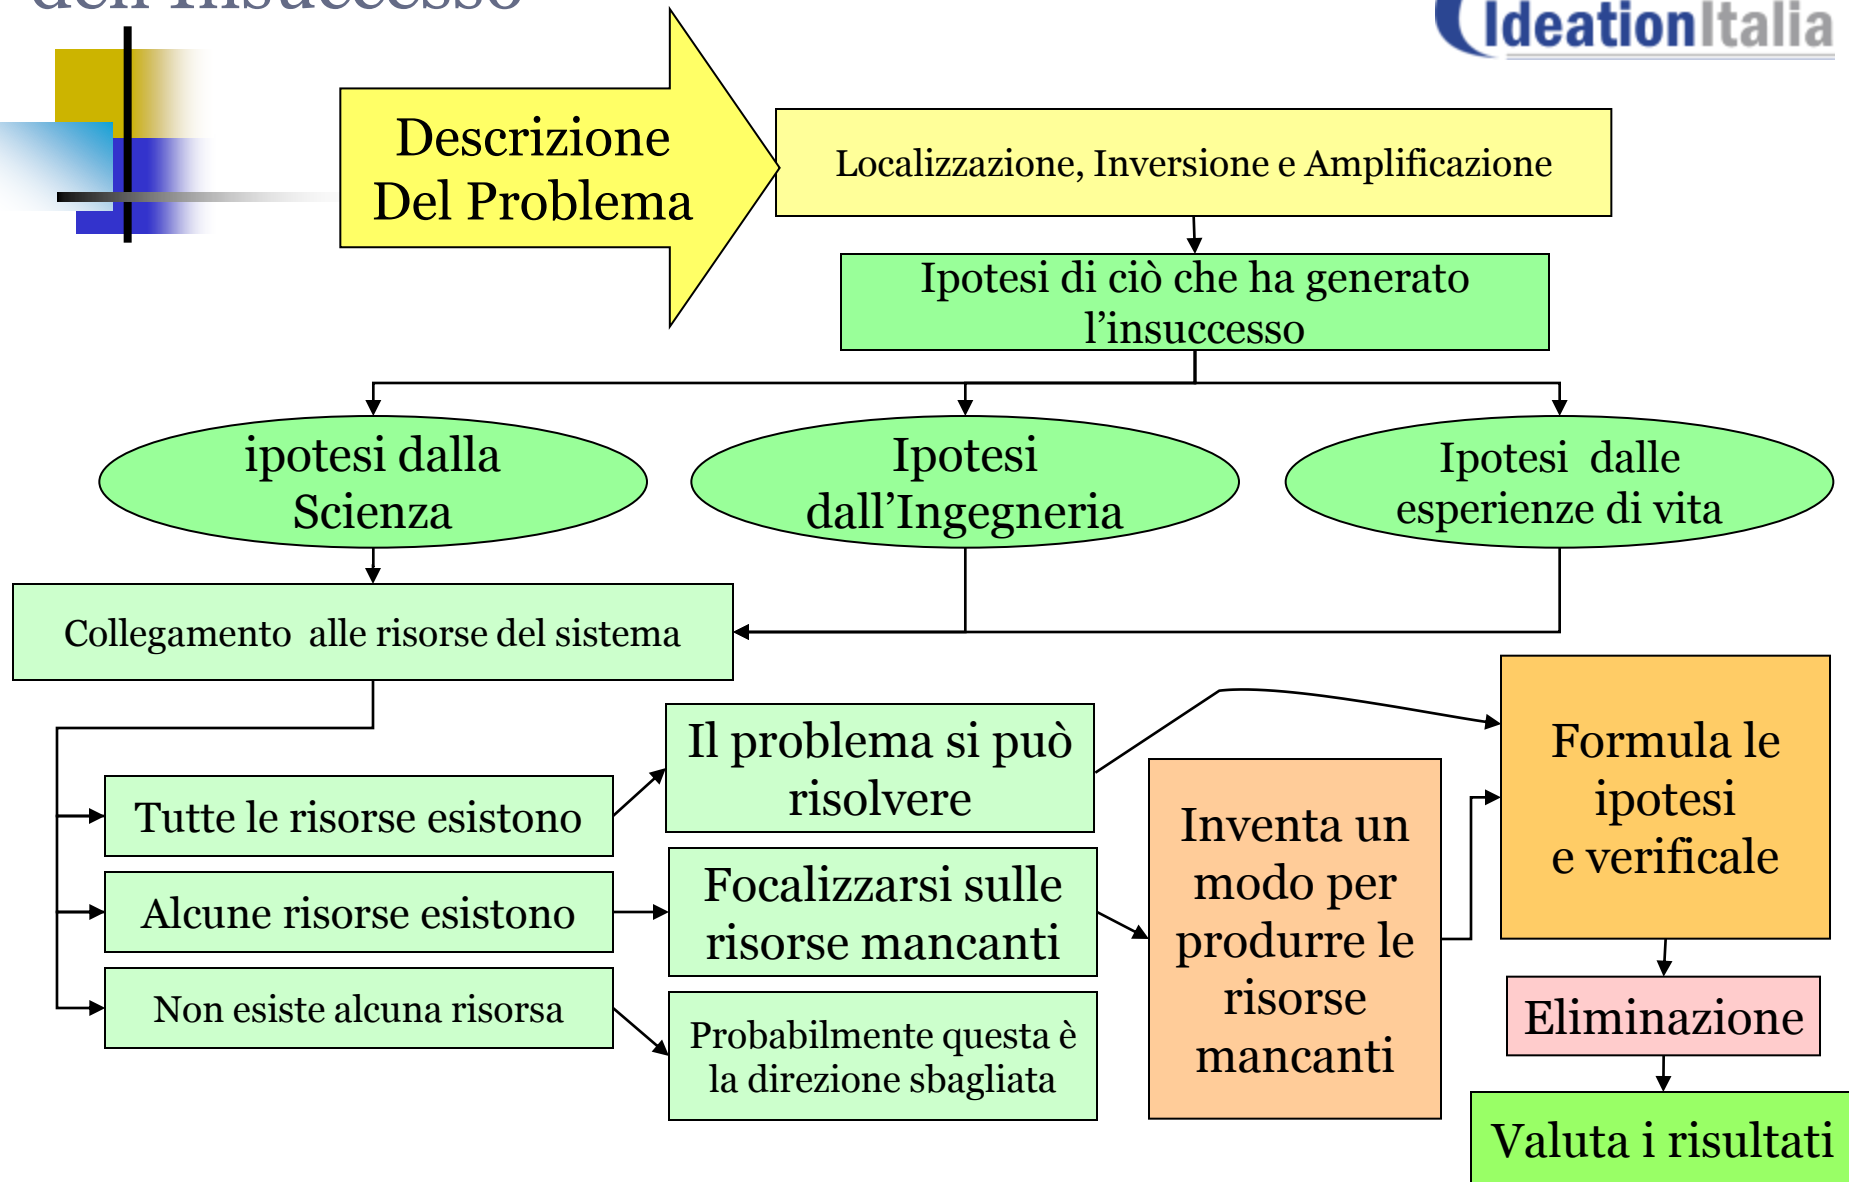 dell'Insuccesso
IdeationItalia
Descrizione
Del Problema
Localizzazione, Inversione e Amplificazione
Ipotesi di ciò che ha generato
l’insuccesso
ipotesi dalla
Scienza
Ipotesi
dall’Ingegneria
Ipotesi dalle
esperienze di vita
Collegamento alle risorse del sistema
Tutte le risorse esistono
Alcune risorse esistono
Non esiste alcuna risorsa
Il problema si può
risolvere
Focalizzarsi sulle
risorse mancanti
Probabilmente questa è
la direzione sbagliata
Inventa un
modo per
produrre le
risorse
mancanti
Formula le
ipotesi
e verificale
Eliminazione
Valuta i risultati